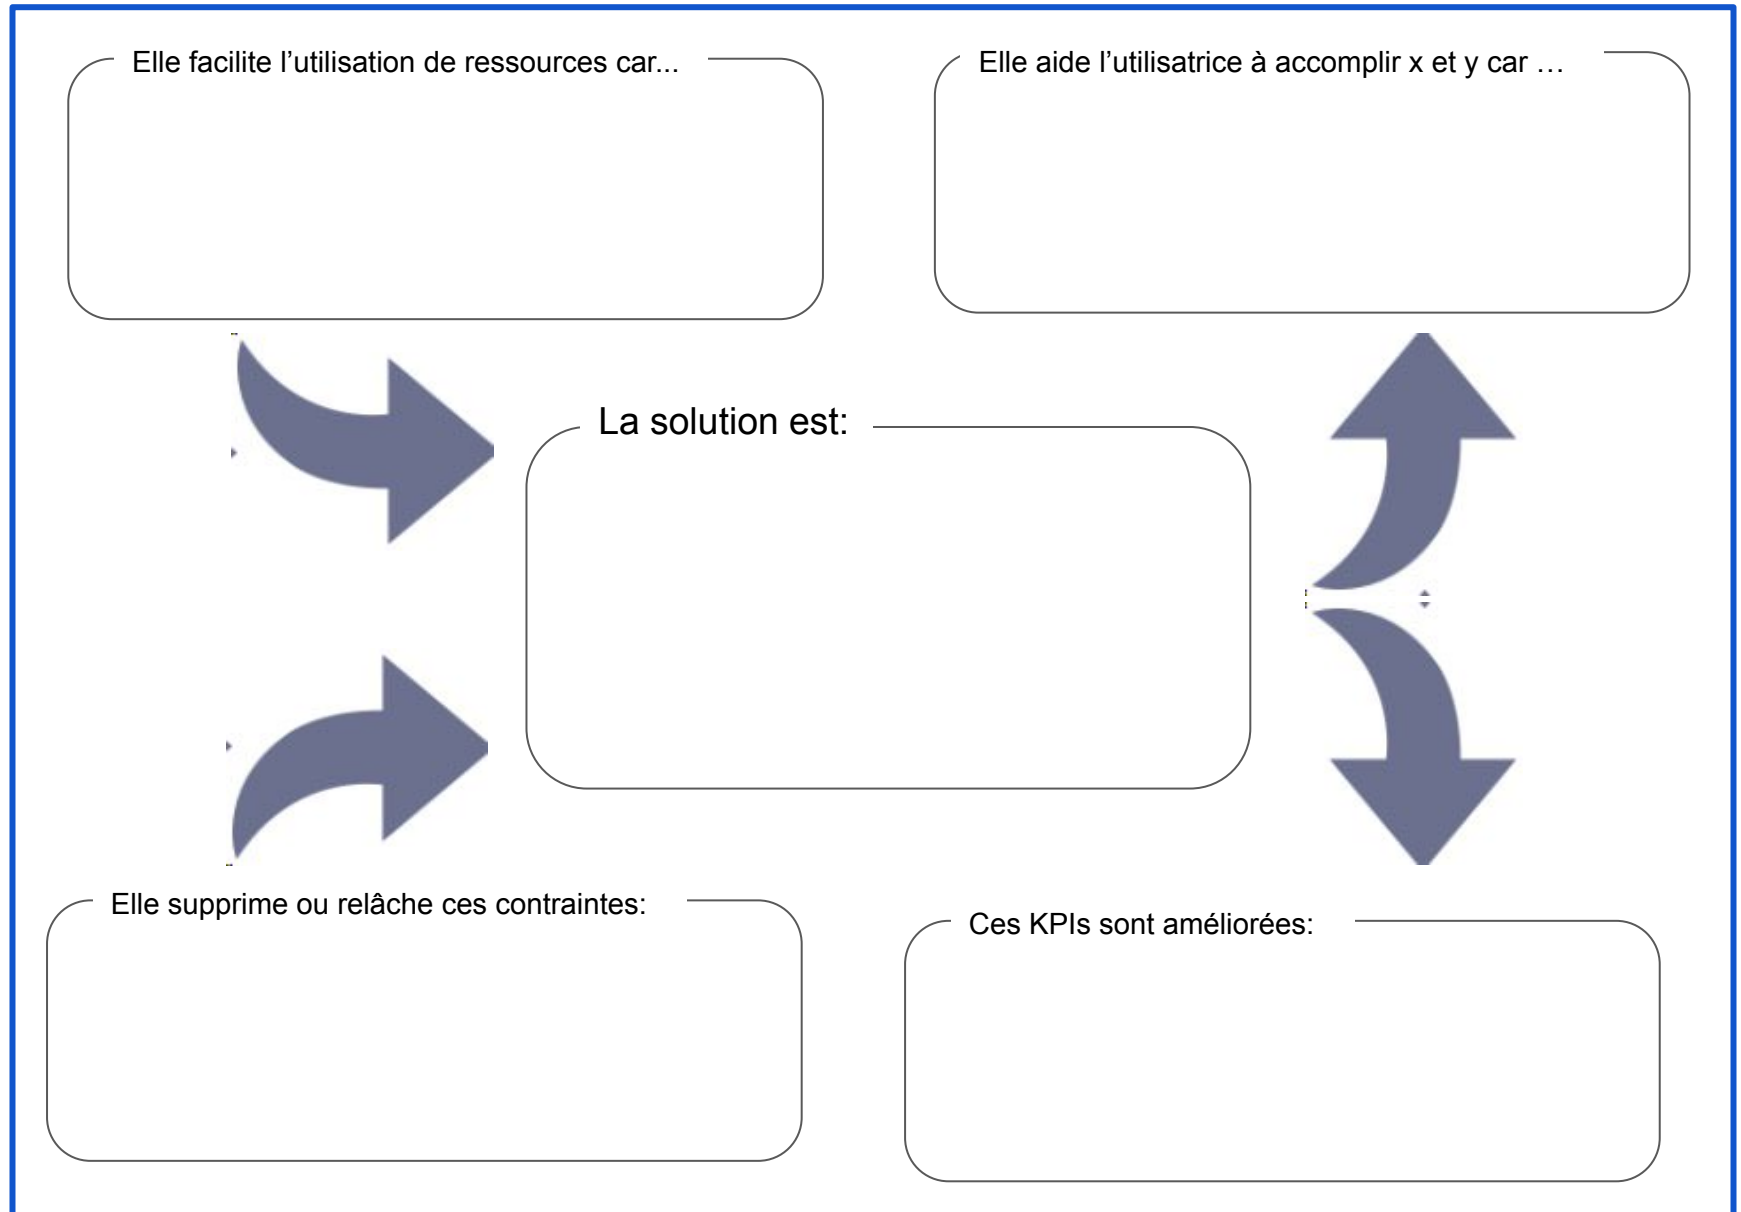 Elle facilite l’utilisation de ressources car...
Elle aide l’utilisatrice à accomplir x et y car …
La solution est:
Elle supprime ou relâche ces contraintes:
Ces KPIs sont améliorées: